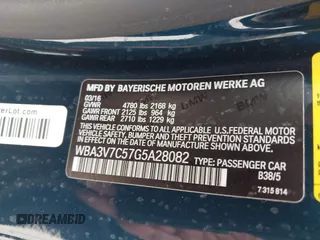 MFD BY BAYERISCHE MOTOREN WERKE AG
03/16
GVWR 4780 lbs 2168 kg
GAWR FRONT 2125 lbs 964 kg
GAWR REAR 2710 lbs 1229 kg
THIS VEHICLE CONFORMS TO ALL APPLICABLE
FEDERAL MOTOR VEHICLE SAFETY, BUMPER AND
THEFT PREVENTION STANDARDS IN EFFECT ON
THE DATE OF MANUFACTURE SHOWN ABOVE.
WBA3V7C57G5A28082 TYPE: PASSENGER CAR
B38/5
7 315 814
erLot.com
DREAMBID